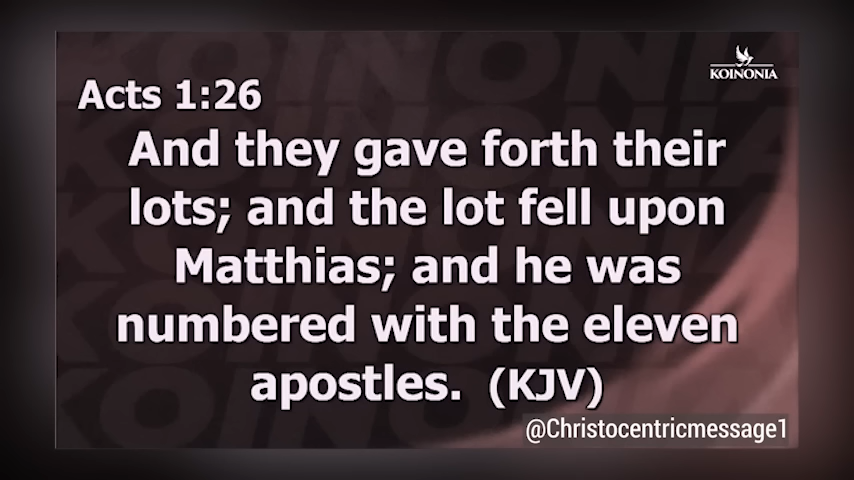 KOINONIA
Acts 1:26
And they gave forth their
lots; and the lot fell upon
Matthias; and he was
numbered with the eleven
apostles. (KJV)
@Christocentricmessage1